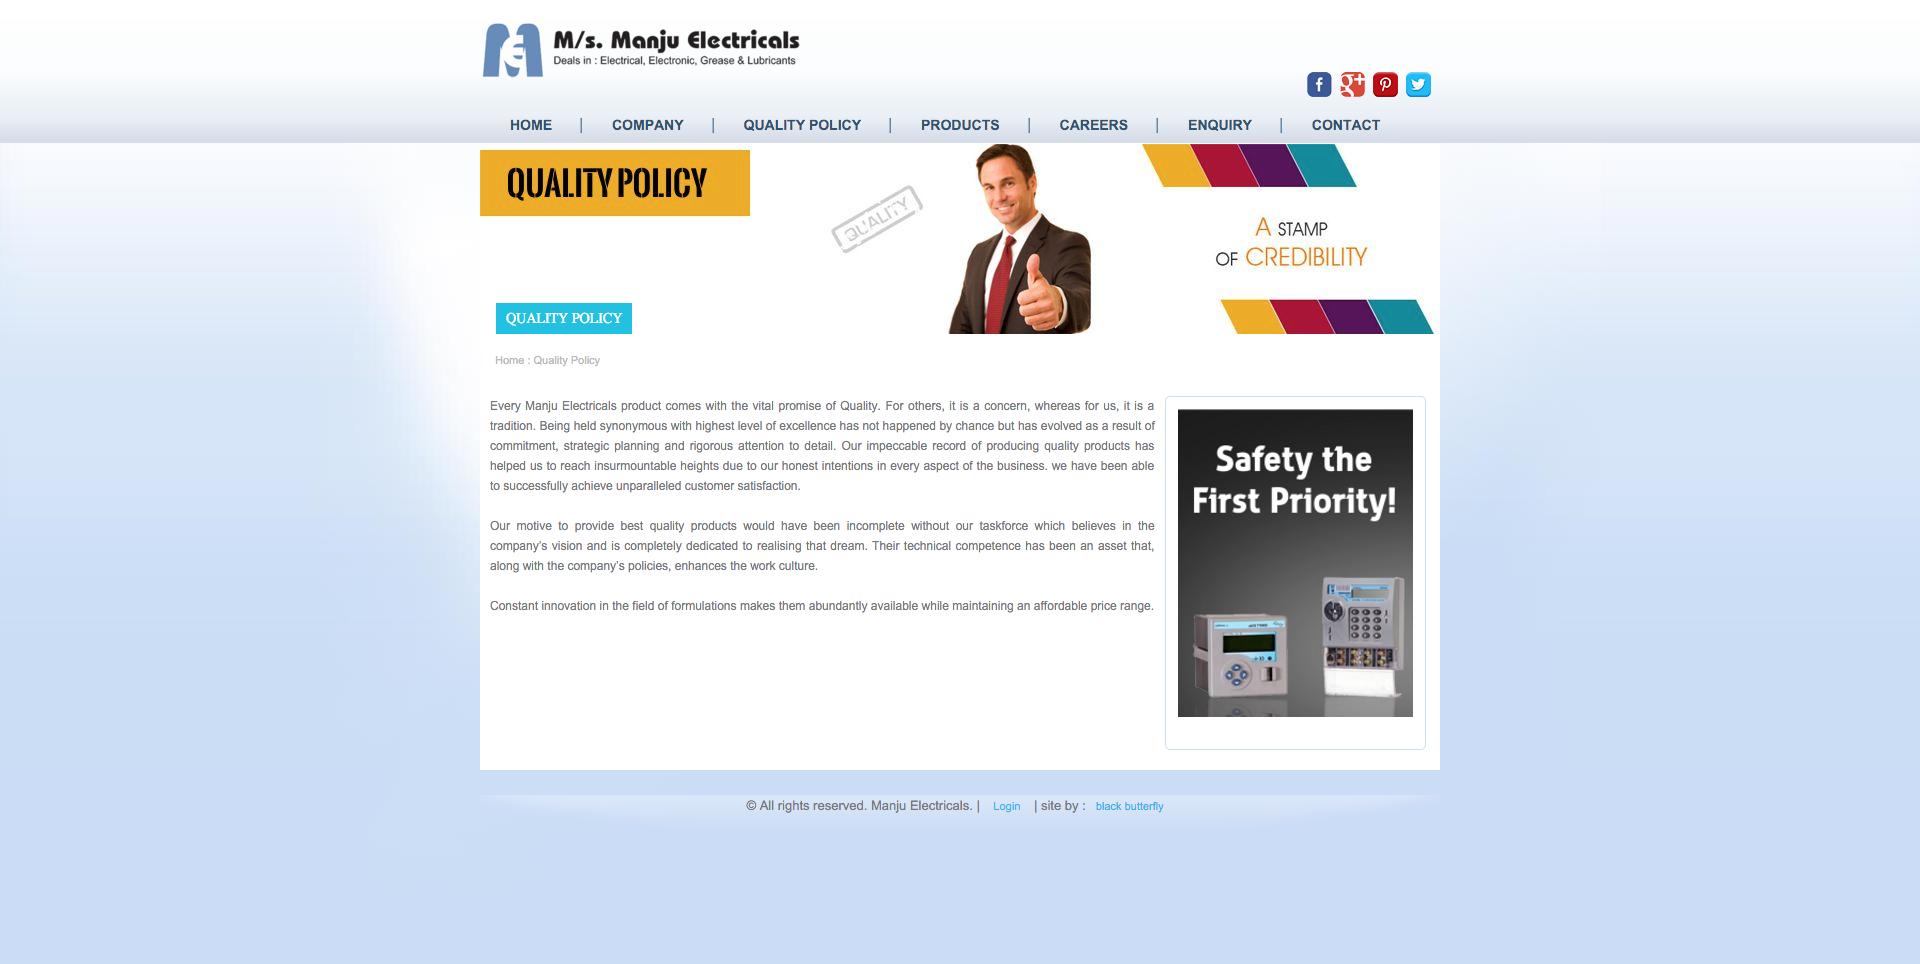 M/s. Manju Electricals
Deals in : Electrical, Electronic, Grease & Lubricants
HOME | COMPANY | QUALITY POLICY | PRODUCTS | CAREERS | ENQUIRY | CONTACT
QUALITY POLICY
QUALITY
A STAMP
OF CREDIBILITY
QUALITY POLICY
Home : Quality Policy
Every Manju Electricals product comes with the vital promise of Quality. For others, it is a concern, whereas for us, it is a
tradition. Being held synonymous with highest level of excellence has not happened by chance but has evolved as a result of
commitment, strategic planning and rigorous attention to detail. Our impeccable record of producing quality products has
helped us to reach insurmountable heights due to our honest intentions in every aspect of the business. we have been able
to successfully achieve unparalleled customer satisfaction.
Our motive to provide best quality products would have been incomplete without our taskforce which believes in the
company's vision and is completely dedicated to realising that dream. Their technical competence has been an asset that,
along with the company's policies, enhances the work culture.
Constant innovation in the field of formulations makes them abundantly available while maintaining an affordable price range.
Safety the
First Priority!
© All rights reserved. Manju Electricals. | Login | site by : black butterfly